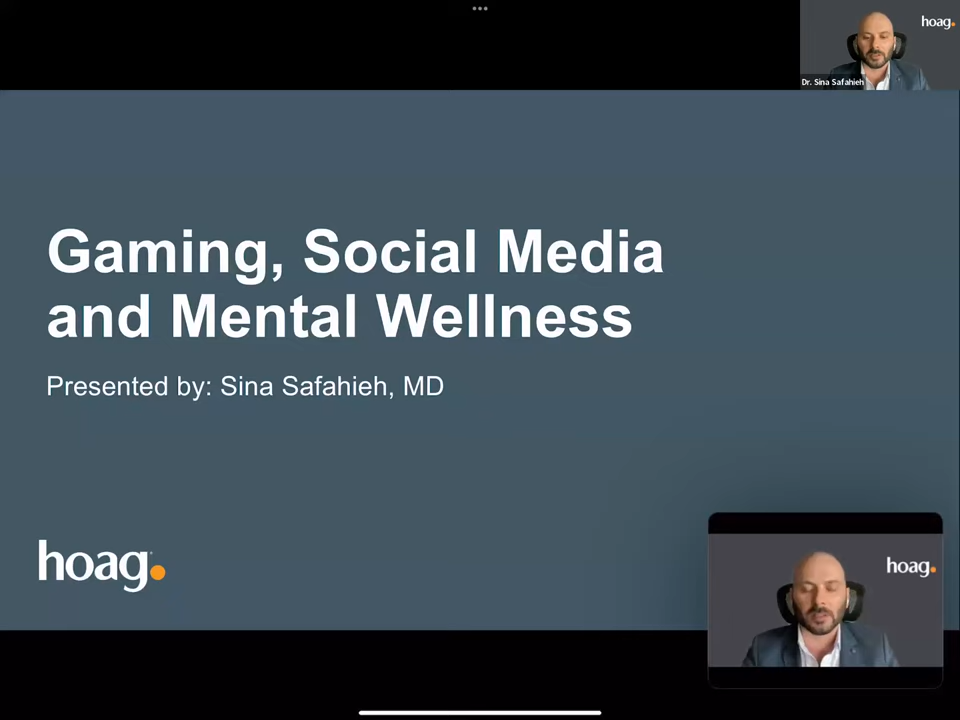 hoag.
Dr. Sina Safahieh
Gaming, Social Media
and Mental Wellness
Presented by: Sina Safahieh, MD
hoag.
hoag.